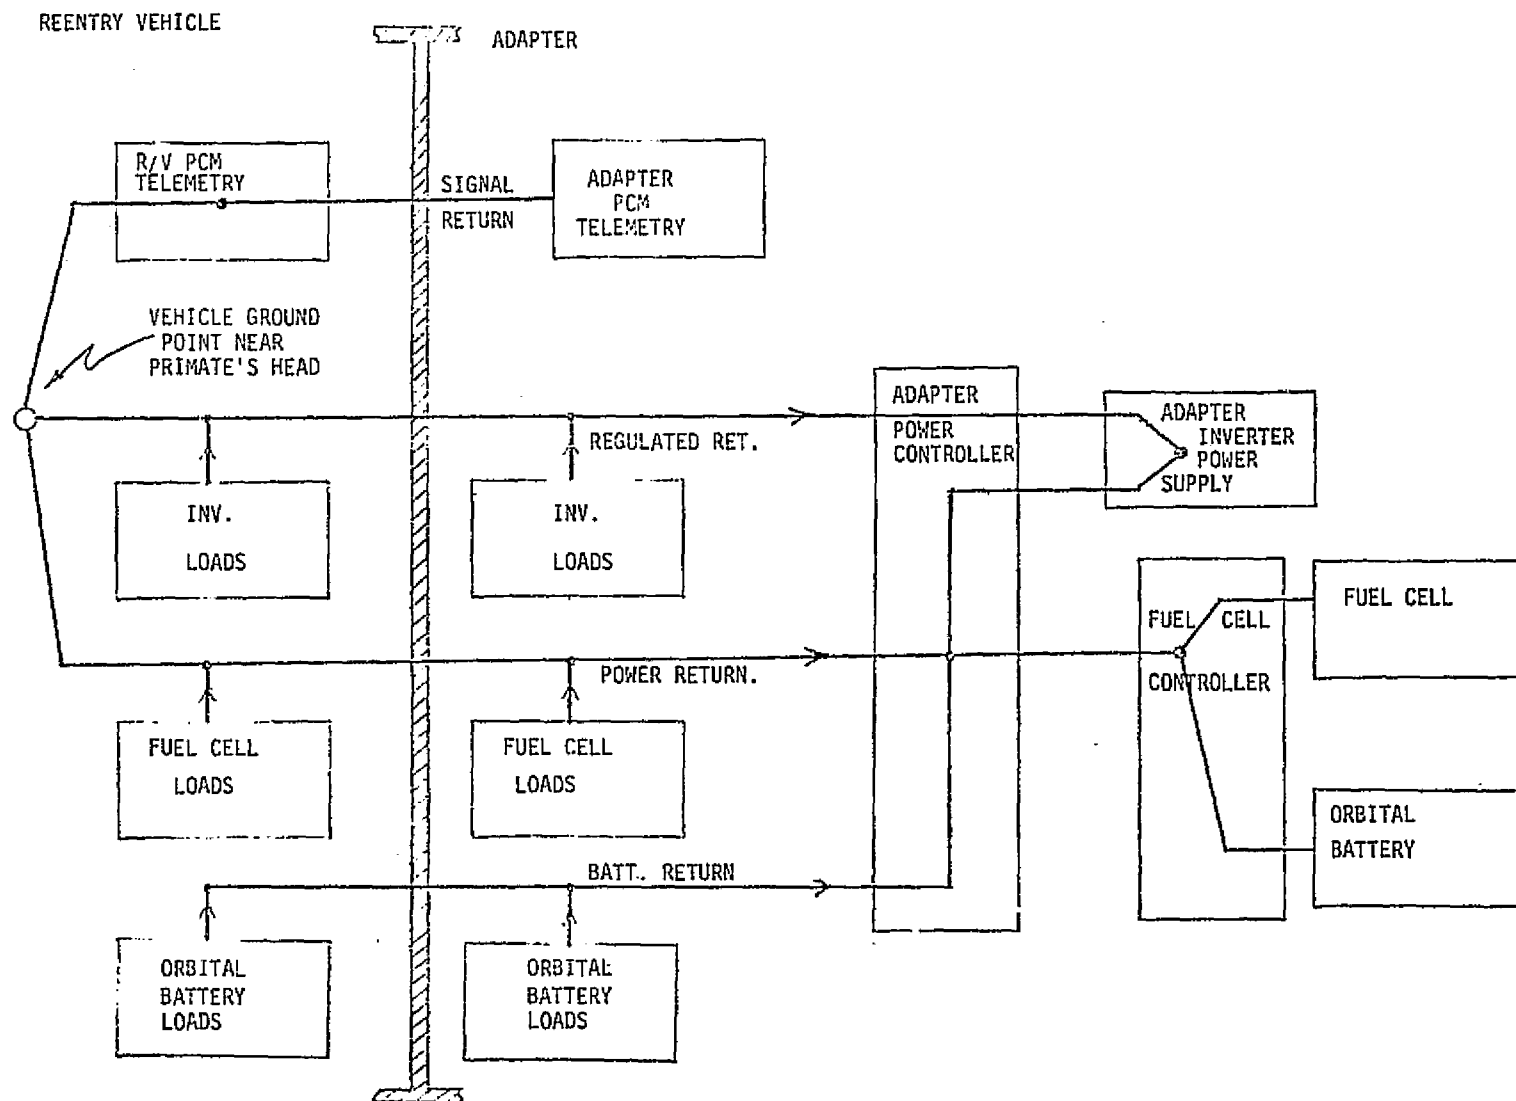 REENTRY VEHICLE
ADAPTER
R/V PCM
TELEMETRY
SIGNAL
RETURN
ADAPTER
PCM
TELEMETRY
VEHICLE GROUND
POINT NEAR
PRIMATE'S HEAD
REGULATED RET.
ADAPTER
POWER
CONTROLLER
ADAPTER
INVERTER
POWER
SUPPLY
INV.
LOADS
INV.
LOADS
POWER RETURN.
FUEL CELL
CONTROLLER
FUEL CELL
FUEL CELL
LOADS
FUEL CELL
LOADS
ORBITAL
BATTERY
BATT. RETURN
ORBITAL
BATTERY
LOADS
ORBITAL
BATTERY
LOADS